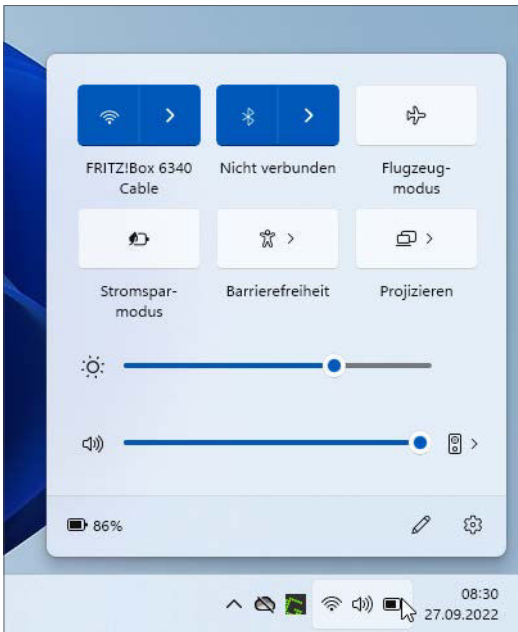 FRITZ!Box 6340
Cable
Nicht verbunden
Flugzeug-
modus
Stromspar-
modus
Barrierefreiheit
Projizieren
86%
08:30
27.09.2022